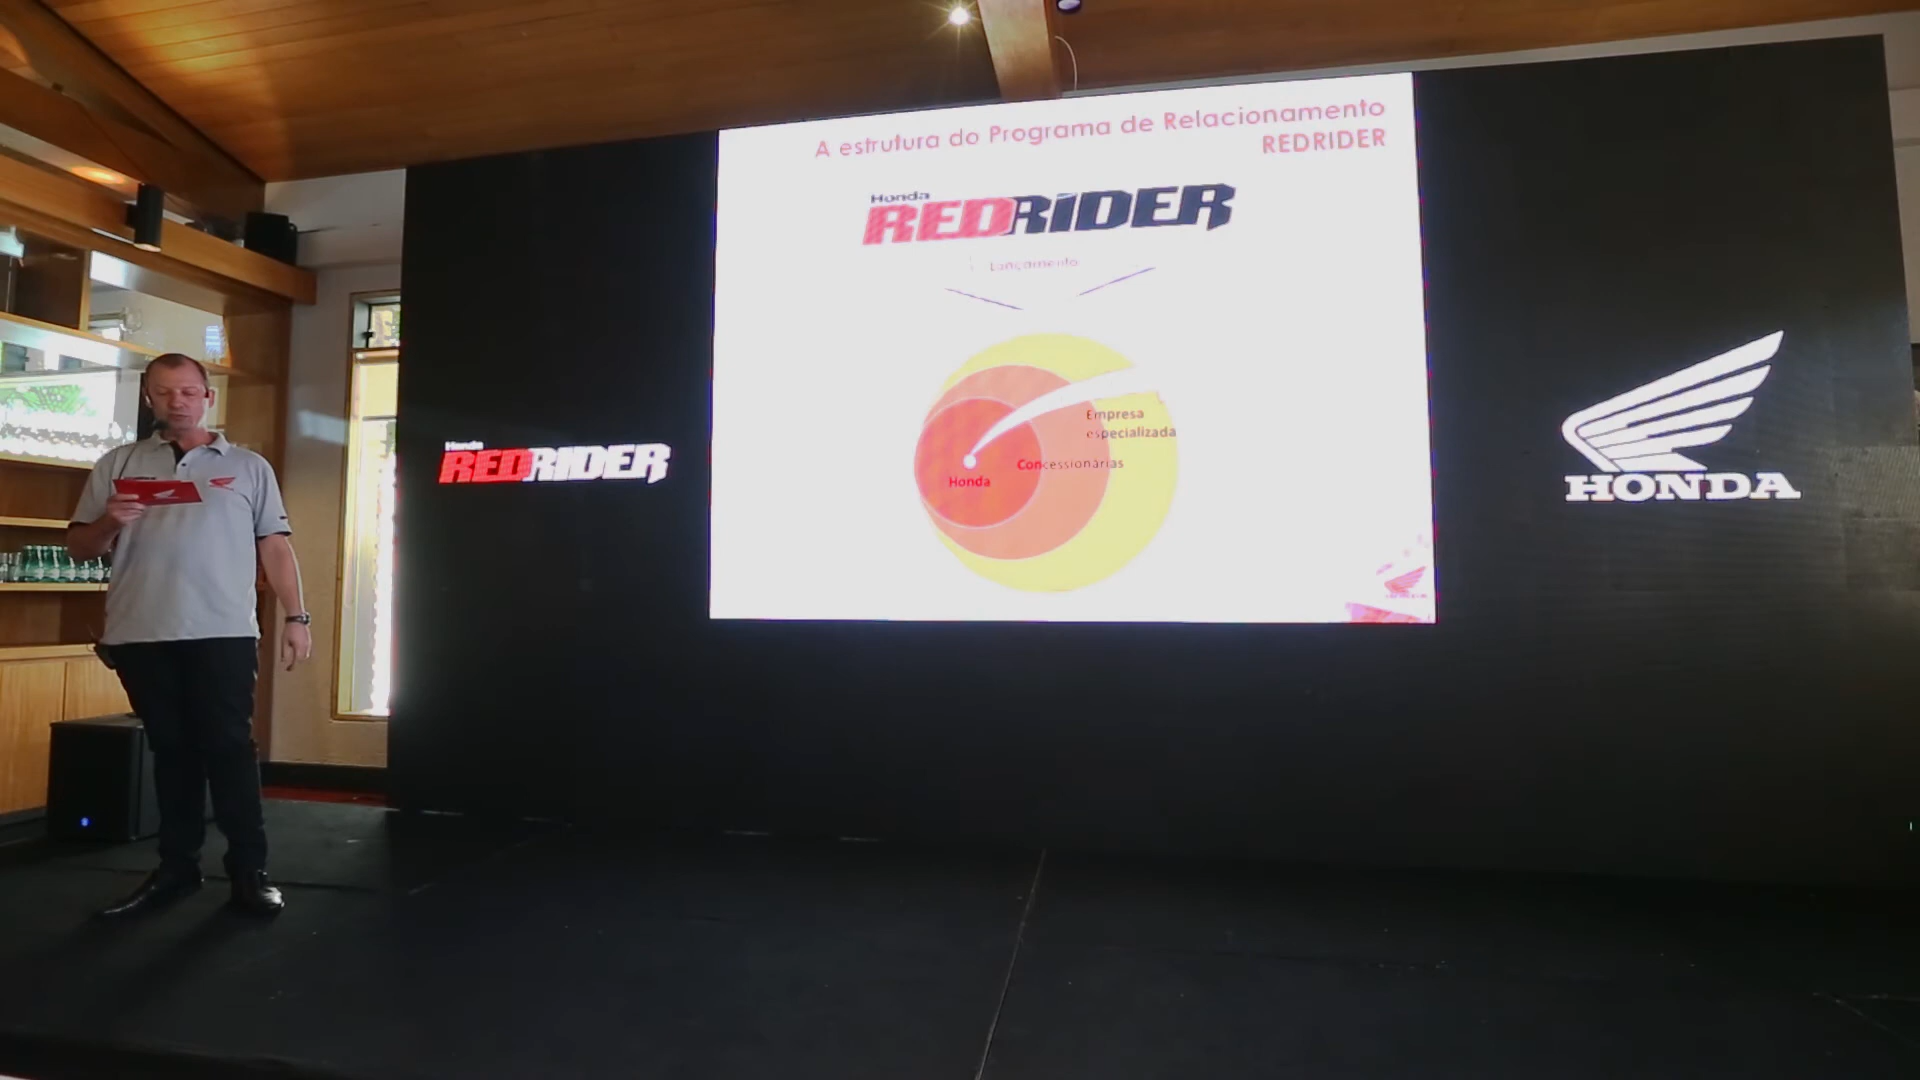 A estrutura do Programa de Relacionamento
REDRIDER
Honda
REDRIDER
Lançamento
Empresa
especializada
Concessionárias
Honda
Honda
REDRIDER
HONDA